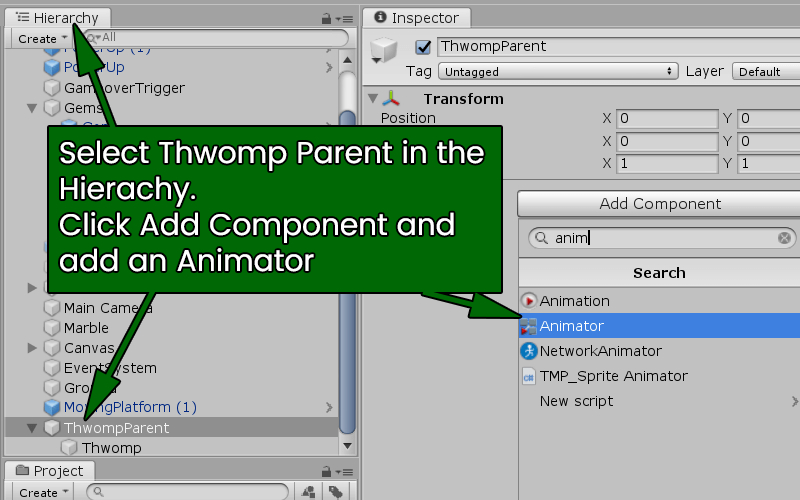 Hierarchy
Create
All
PowerUp (1)
PowerUp
GameoverTrigger
Gems
Select Thwomp Parent in the
Hierachy.
Click Add Component and
add an Animator
Main Camera
Marble
Canvas
EventSystem
Ground
MovingPlatform (1)
ThwompParent
Thwomp
Project
Create
Inspector
ThwompParent
Tag Untagged Layer Default
Transform
Position X 0 Y 0
X 0 Y 0
X 1 Y 1
Add Component
anim
Search
Animation
Animator
NetworkAnimator
TMP_Sprite Animator
New script